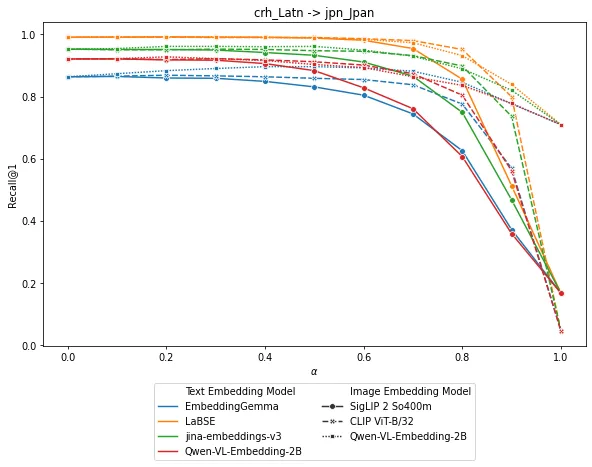 crh_Latn -> jpn_Jpan
Recall@1
1.0
0.8
0.6
0.4
0.2
0.0
0.0 0.2 0.4 0.6 0.8 1.0
α
Text Embedding Model Image Embedding Model
EmbeddingGemma SigLIP 2 So400m
LaBSE CLIP ViT-B/32
jina-embeddings-v3 Qwen-VL-Embedding-2B
Qwen-VL-Embedding-2B